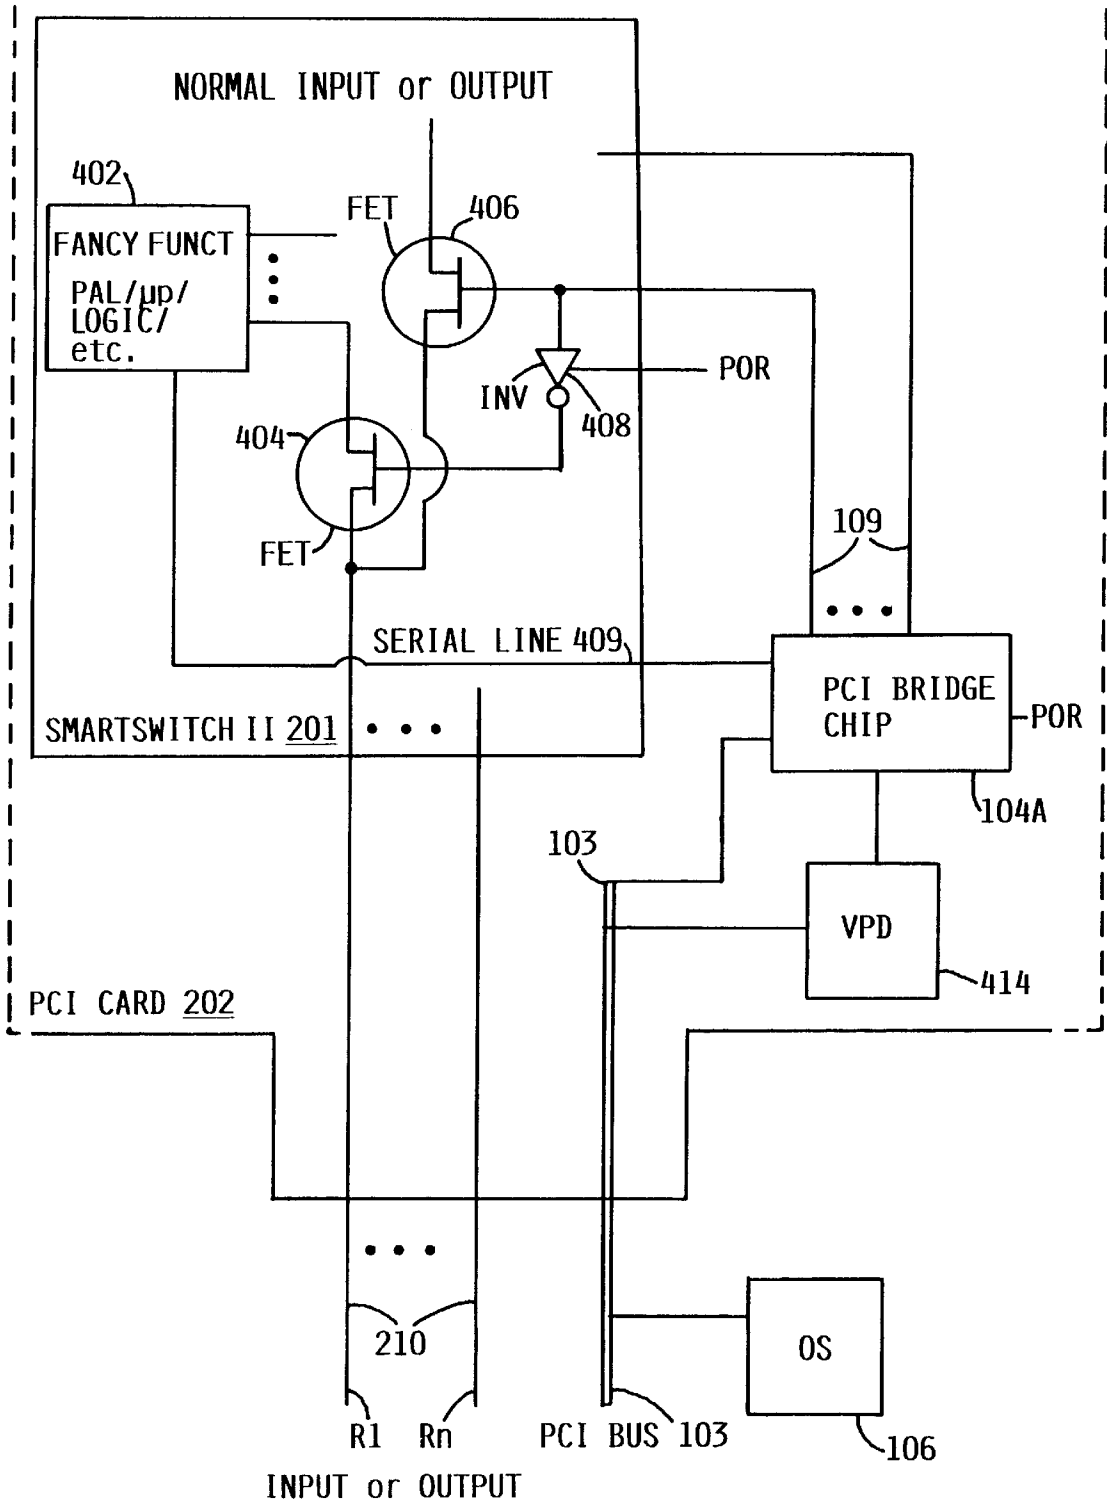 NORMAL INPUT or OUTPUT
402
FET
406
FANCY FUNCT
PAL/µp/
LOGIC/
etc.
INV
POR
408
404
FET
109
SERIAL LINE 409
PCI BRIDGE
CHIP
POR
SMARTSWITCH II 201
104A
103
VPD
414
PCI CARD 202
210
OS
R1
Rn
PCI BUS 103
106
INPUT or OUTPUT